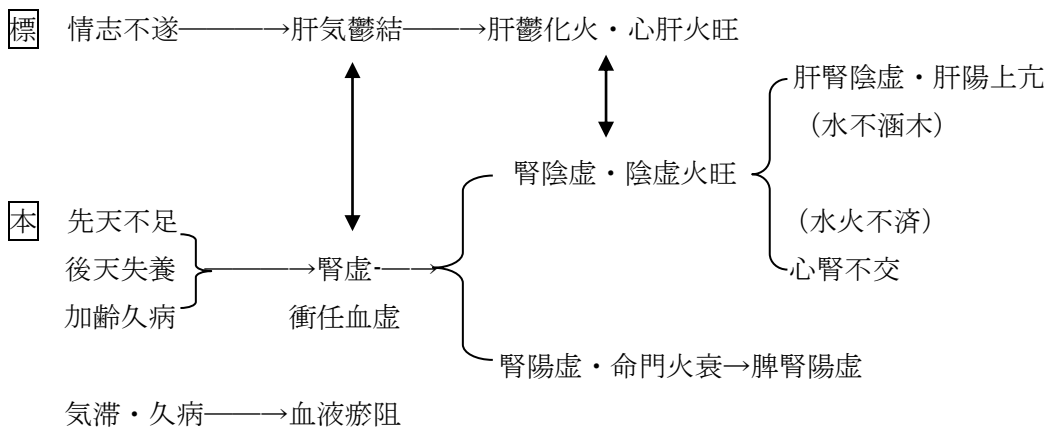 標 情志不遂————→肝気鬱結———→肝鬱化火・心肝火旺
肝腎陰虚・肝陽上亢
（水不涵木）
腎陰虚・陰虚火旺
本 先天不足
（水火不済）
後天失養 ————→腎虚-——→
心腎不交
加齢久病
衝任血虚
腎陽虚・命門火衰→脾腎陽虚
気滞・久病———→血液瘀阻